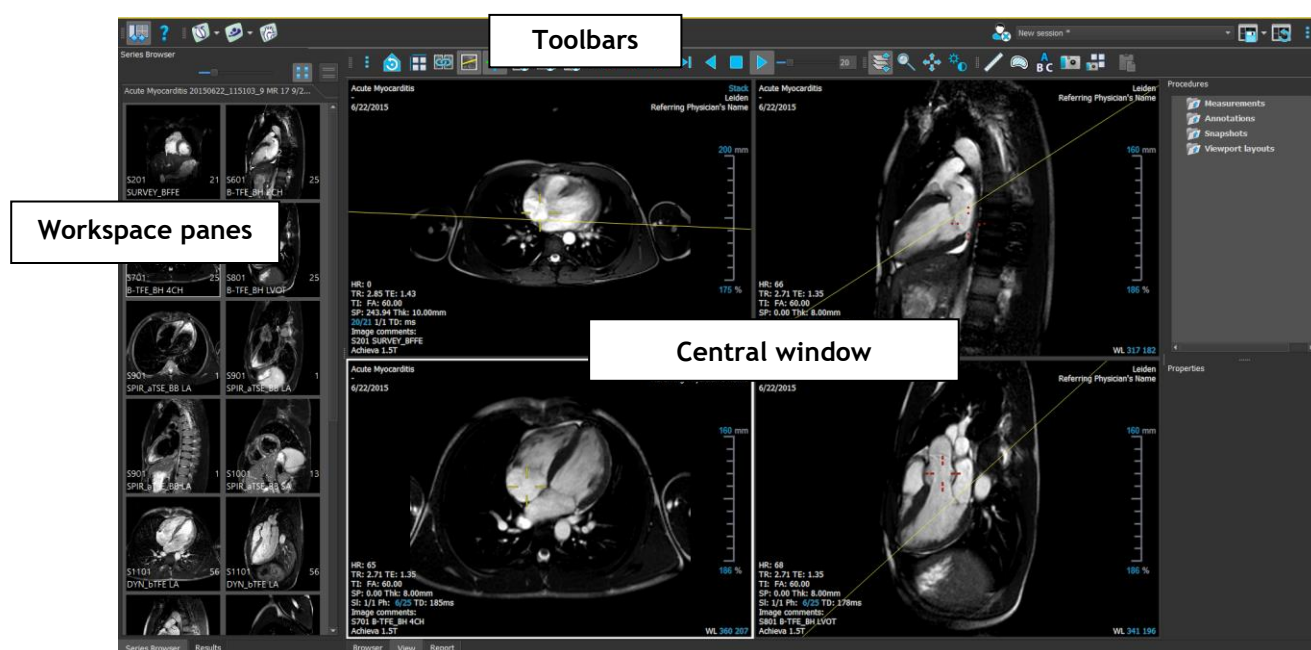 Toolbars
?
New session *
Series Browser
20
A
B C
Acute Myocarditis 20150622_115103_9 MR 17 9/2...
S201 21
SURVEY_BFFE
S601 25
B-TFE_BH 2CH
Workspace panes
S701 25
B-TFE_BH 4CH
S801 25
B-TFE_BH LVOT
S901 1
SPIR_aTSE_BB LA
S901 1
SPIR_aTSE_BB LA
S901 1
SPIR_aTSE_BB LA
S1001 13
SPIR_aTSE_BB SA
S1101 56
DYN_bTFE LA
S1101 56
DYN_bTFE LA
Series Browser Results
Acute Myocarditis
-
6/22/2015
Stack
Leiden
Referring Physician's Name
200 mm
175 %
HR: 0
TR: 2.85 TE: 1.43
TI: FA: 60.00
SP: 243.94 Thk: 10.00mm
20/21 1/1 TD: ms
Image comments:
S201 SURVEY_BFFE
Achieva 1.5T
Acute Myocarditis
-
6/22/2015
Leiden
Referring Physician's Name
160 mm
186 %
HR: 66
TR: 2.71 TE: 1.35
TI: FA: 60.00
SP: 0.00 Thk: 8.00mm
WL 317 182
Central window
Acute Myocarditis
-
6/22/2015
160 mm
186 %
HR: 65
TR: 2.71 TE: 1.35
TI: FA: 60.00
SP: 0.00 Thk: 8.00mm
Sl: 1/1 Ph: 6/25 TD: 185ms
Image comments:
S701 B-TFE_BH 4CH
Achieva 1.5T
WL 360 207
6/22/2015
Leiden
Referring Physician's Name
160 mm
186 %
HR: 68
TR: 2.71 TE: 1.35
TI: FA: 60.00
SP: 0.00 Thk: 8.00mm
Sl: 1/1 Ph: 6/25 TD: 178ms
Image comments:
S801 B-TFE_BH LVOT
Achieva 1.5T
WL 341 196
Browser View Report
Procedures
Measurements
Annotations
Snapshots
Viewport layouts
Properties